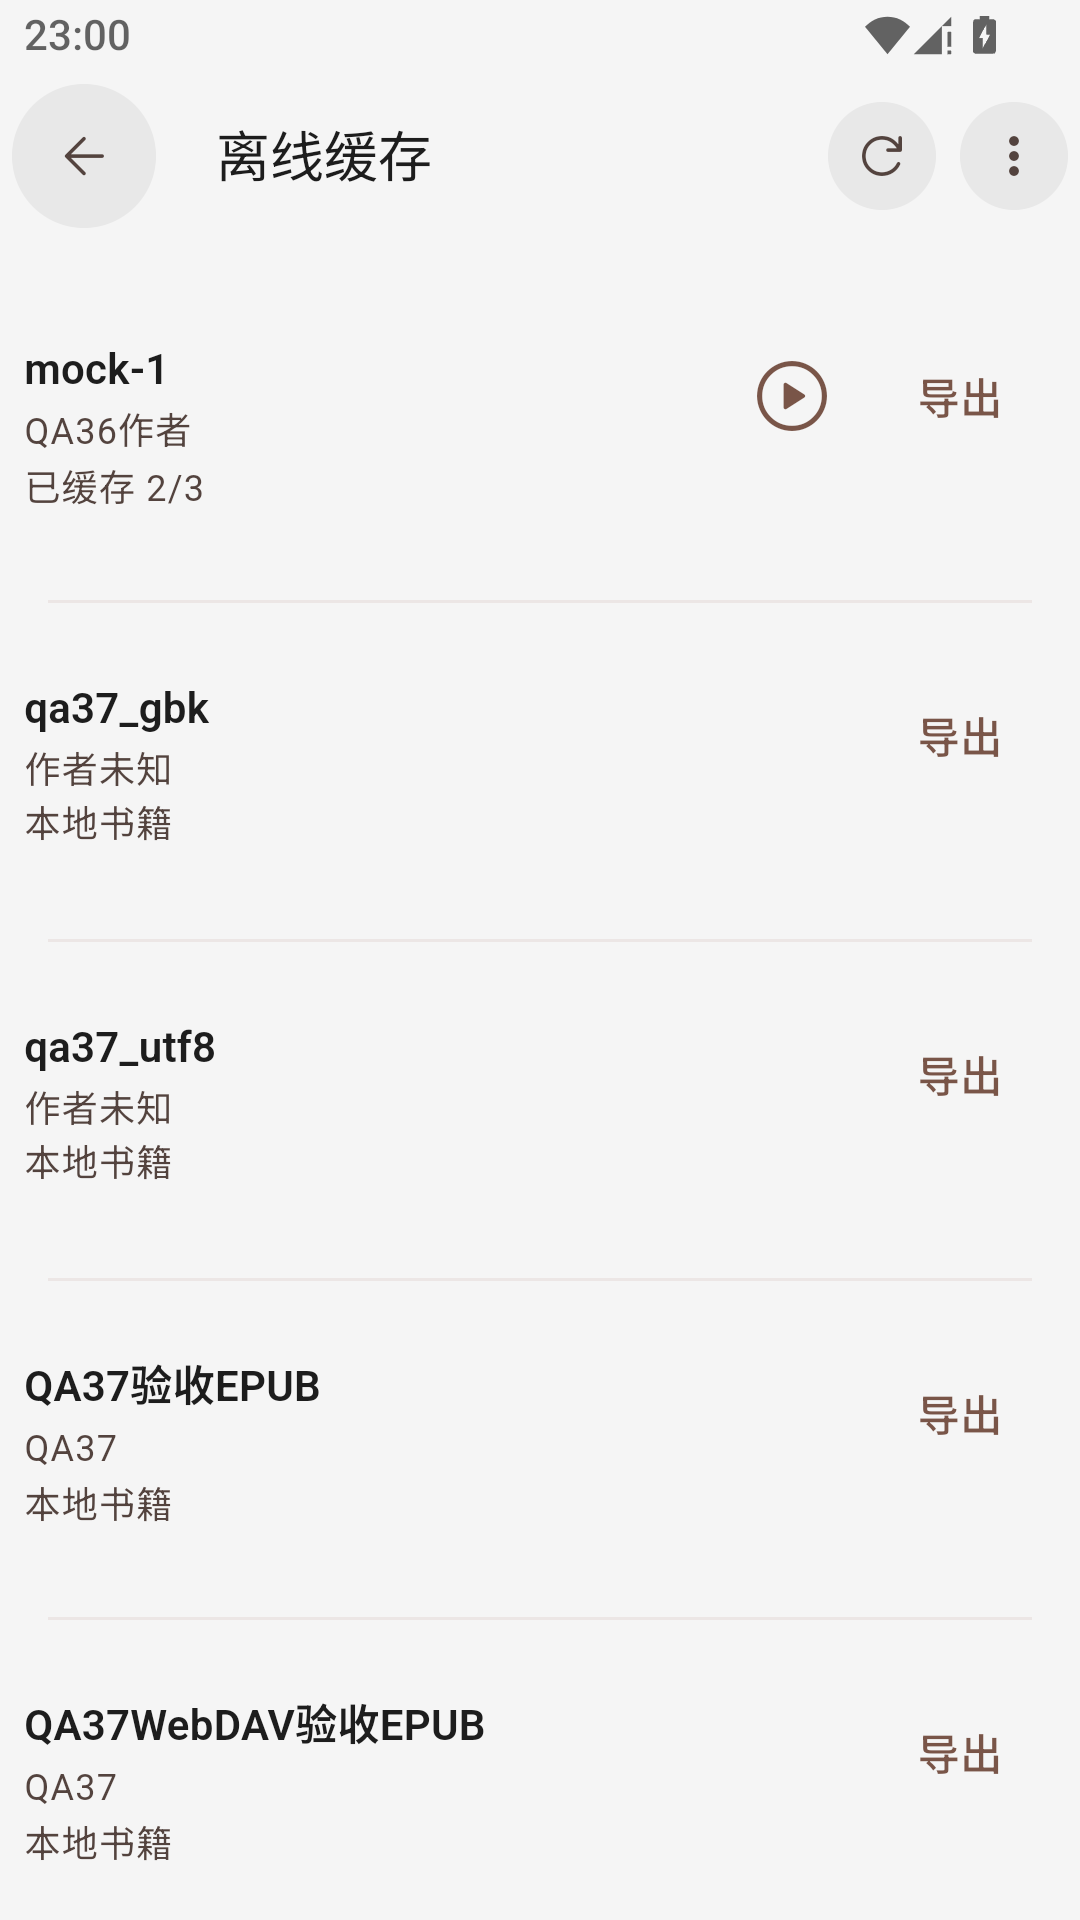 23:00
离线缓存
mock-1
导出
QA36作者
已缓存 2/3
qa37_gbk
导出
作者未知
本地书籍
qa37_utf8
导出
作者未知
本地书籍
QA37验收EPUB
导出
QA37
本地书籍
QA37WebDAV验收EPUB
导出
QA37
本地书籍